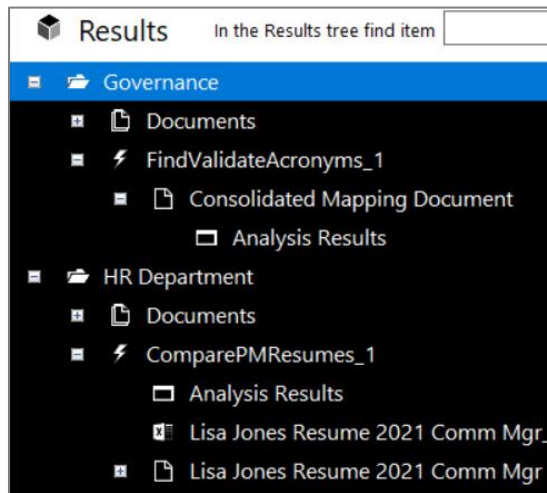 Results In the Results tree find item
Governance
Documents
FindValidateAcronyms_1
Consolidated Mapping Document
Analysis Results
HR Department
Documents
ComparePMResumes_1
Analysis Results
Lisa Jones Resume 2021 Comm Mgr_
Lisa Jones Resume 2021 Comm Mgr